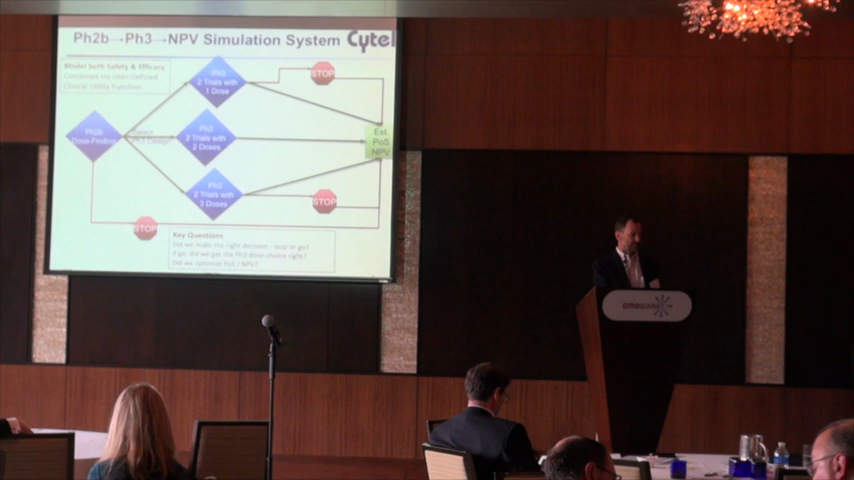 Ph2b→Ph3→NPV Simulation System Cytel
Model both Safety & Efficacy
Combined via User-Defined
Clinical Utility Function
Ph3
2 Trials with
1 Dose
STOP
Ph2b
Dose-Finding
Select
Ph3 Design
Ph3
2 Trials with
2 Doses
Est.
PoS
NPV
Ph3
2 Trials with
3 Doses
STOP
STOP
Key Questions
Did we make the right decision - stop or go?
If go, did we get the Ph3 dose-choice right?
Did we optimize PoS / NPV?